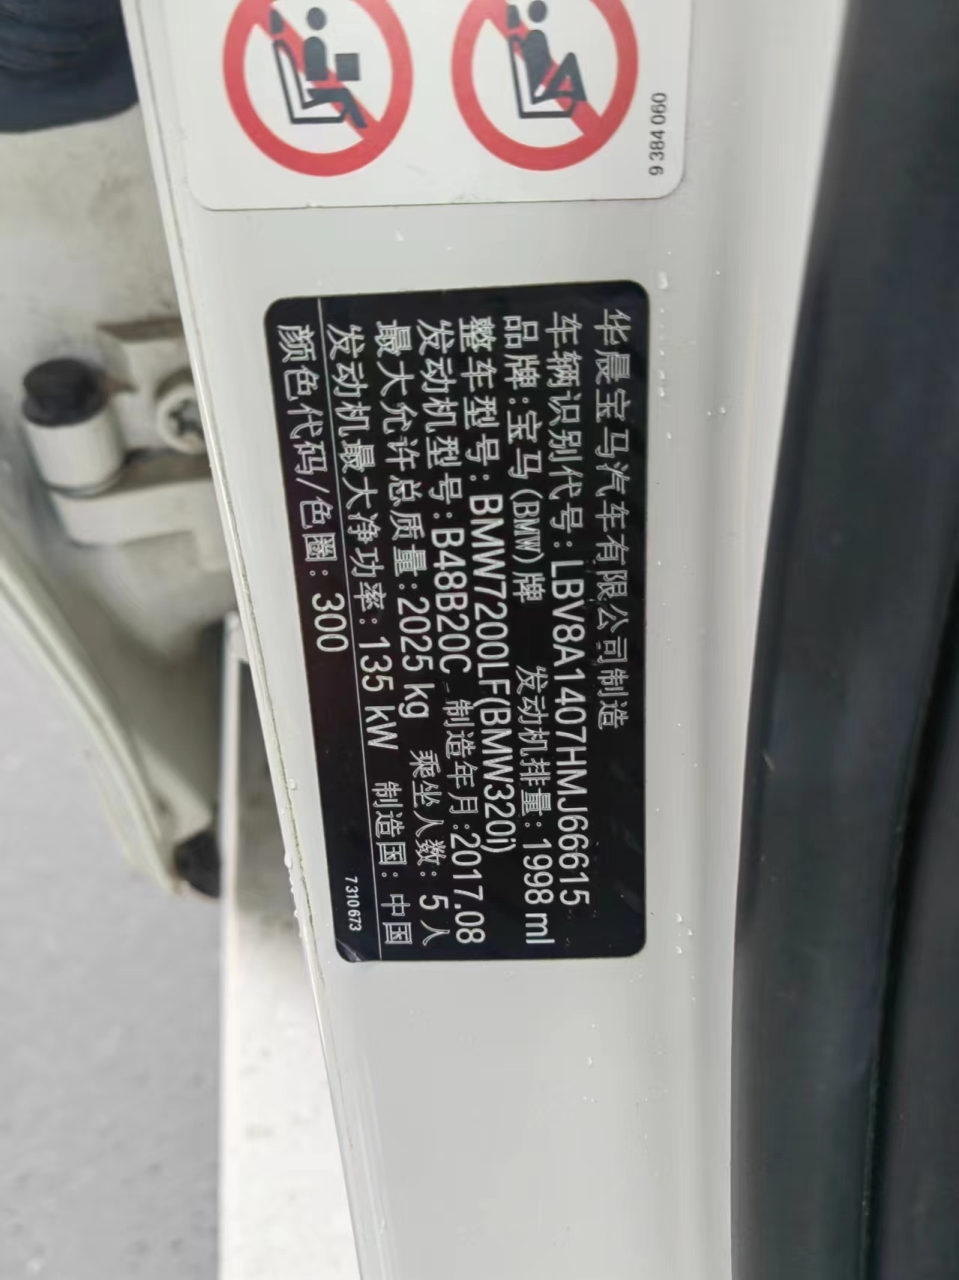 9 384 060
华晨宝马汽车有限公司制造
车辆识别代号:LBV8A1407HMJ66615
品牌:宝马(BMW)牌 发动机排量:1998 ml
整车型号:BMW7200LF(BMW320i)
发动机型号:B48B20C 制造年月:2017.08
最大允许总质量:2025 kg 乘坐人数:5人
发动机最大净功率:135 kW 制造国:中国
颜色代码/色圈:300
7 310 673